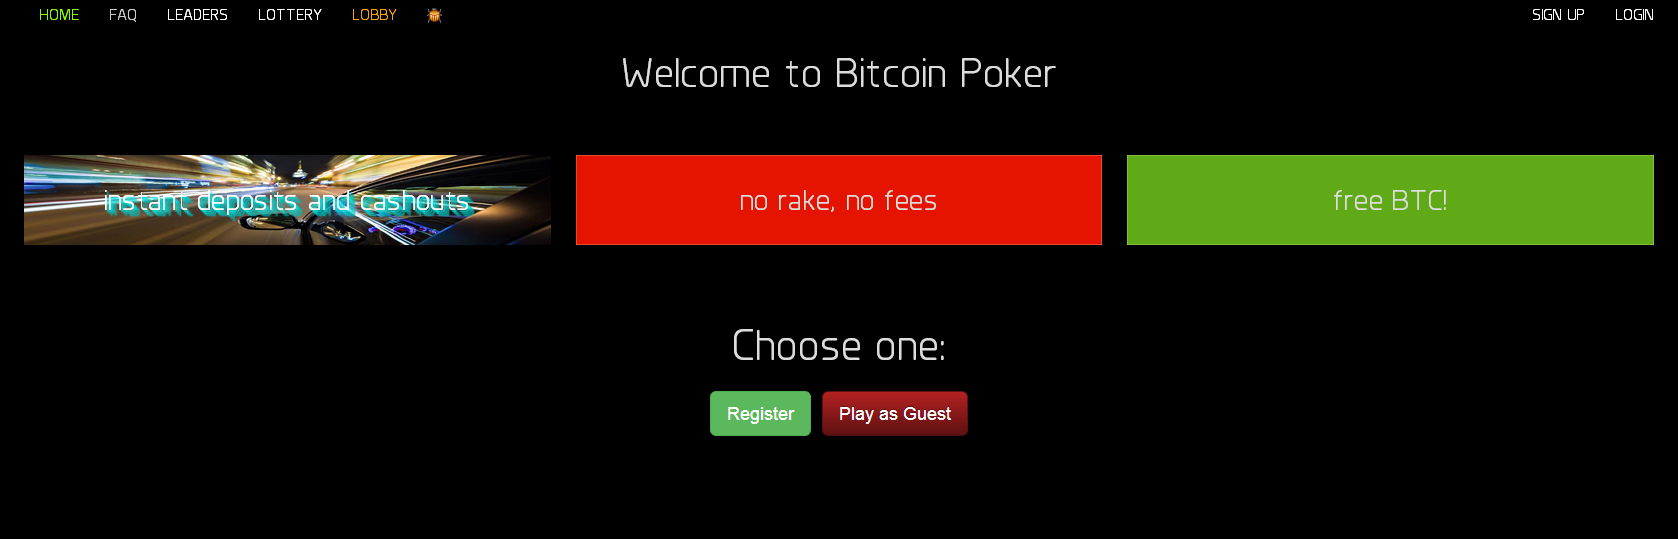 HOME FAQ LEADERS LOTTERY LOBBY SIGN UP LOGIN
Welcome to Bitcoin Poker
instant deposits and cashouts
no rake, no fees
free BTC!
Choose one:
Register Play as Guest